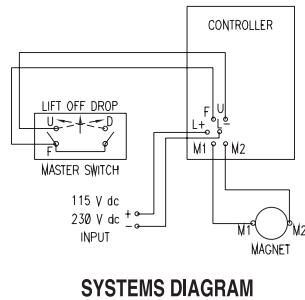 CONTROLLER
F U
L+ L-
M1 M2
LIFT OFF DROP
U D
F
MASTER SWITCH
115 V dc
230 V dc
INPUT
+
-
M1 M2
MAGNET
SYSTEMS DIAGRAM